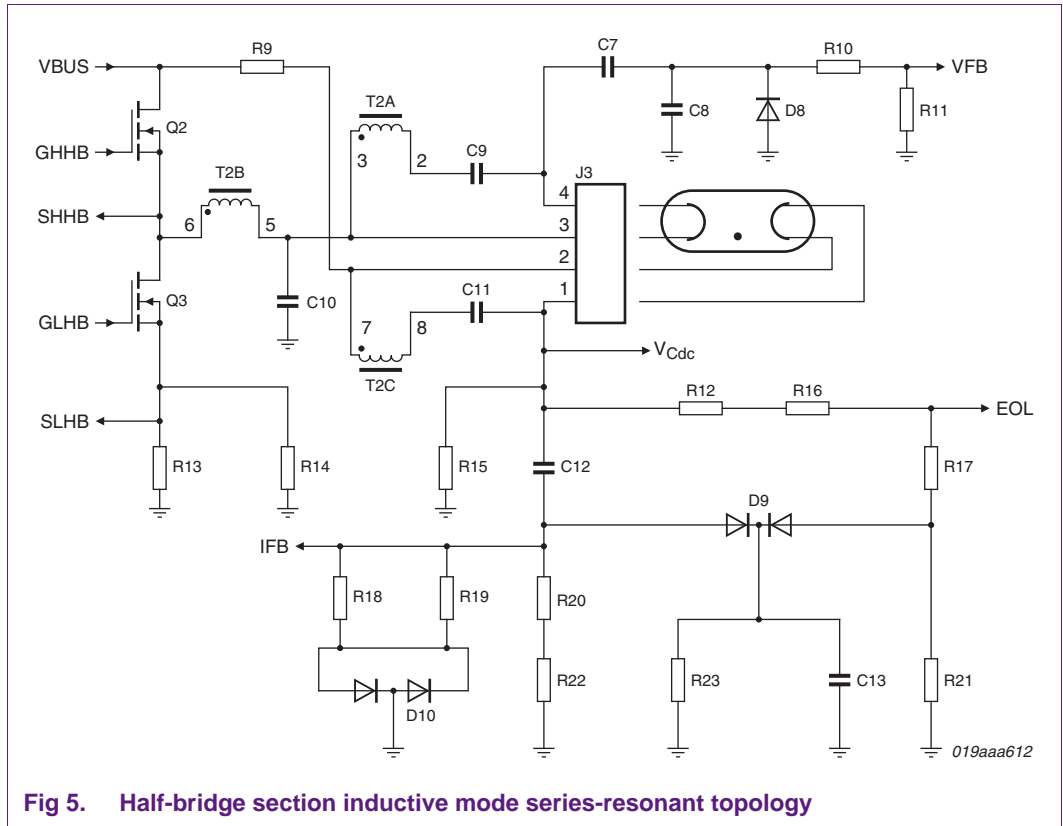 R9
C7
R10
VBUS
VFB
T2A
C8
D8
R11
Q2
GHHB
3
2
C9
T2B
J3
SHHB
4
6
5
3
2
Q3
C10
C11
1
GLHB
7
8
VCdc
T2C
R12
R16
SLHB
EOL
R13
R14
R15
C12
R17
D9
IFB
R18
R19
R20
R22
R23
C13
R21
D10
019aaa612
Fig 5. Half-bridge section inductive mode series-resonant topology